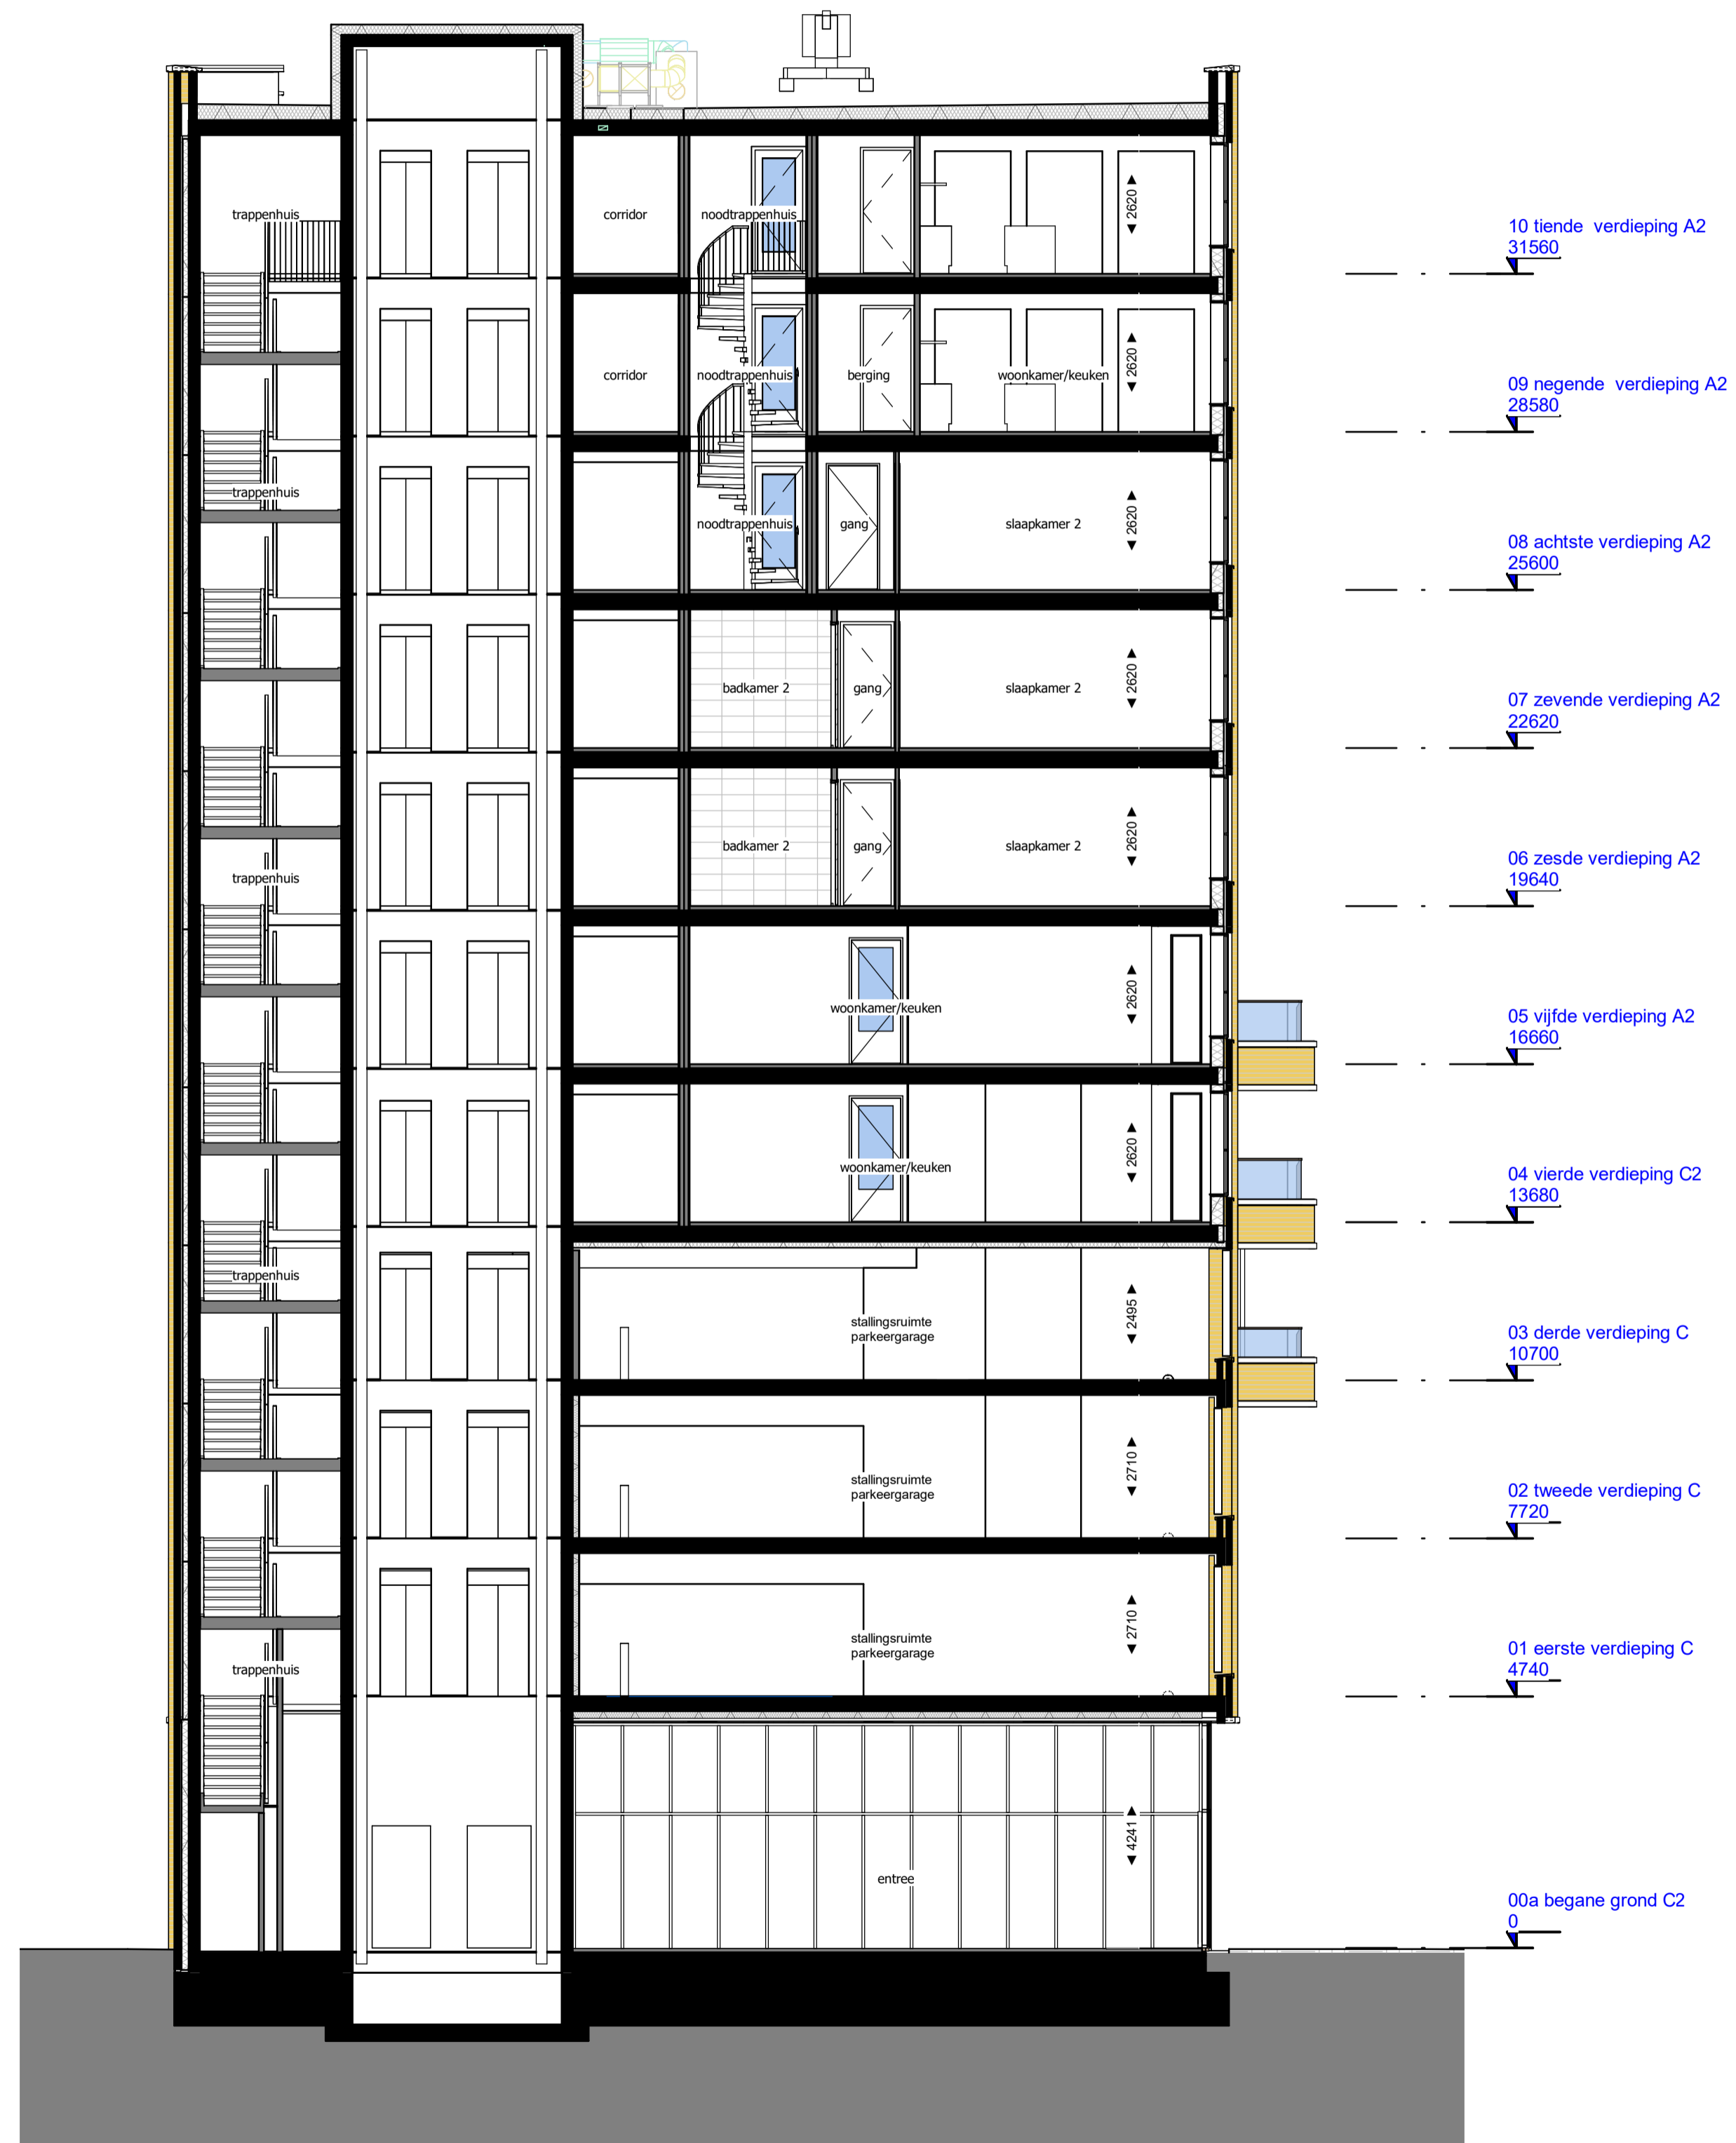 trappenhuis
corridor
noodtrappenhuis
2620
10 tiende  verdieping A2
31560
corridor
noodtrappenhuis
berging
woonkamer/keuken
2620
09 negende  verdieping A2
28580
trappenhuis
noodtrappenhuis
gang
slaapkamer 2
2620
08 achtste verdieping A2
25600
badkamer 2
gang
slaapkamer 2
2620
07 zevende verdieping A2
22620
trappenhuis
badkamer 2
gang
slaapkamer 2
2620
06 zesde verdieping A2
19640
woonkamer/keuken
2620
05 vijfde verdieping A2
16660
woonkamer/keuken
2620
04 vierde verdieping C2
13680
trappenhuis
stallingsruimte
parkeergarage
2495
03 derde verdieping C
10700
stallingsruimte
parkeergarage
2710
02 tweede verdieping C
7720
trappenhuis
stallingsruimte
parkeergarage
2710
01 eerste verdieping C
4740
entree
4241
00a begane grond C2
0